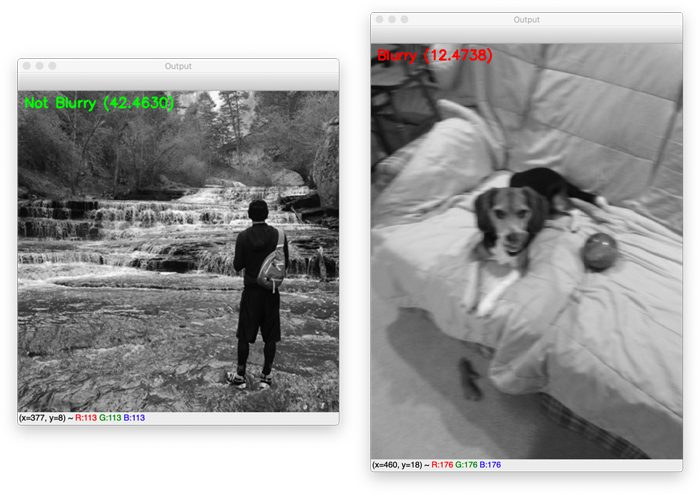 Output
Not Blurry (42.4630)
(x=377, y=8) ~ R:113 G:113 B:113
Output
Blurry (12.4738)
(x=460, y=18) ~ R:176 G:176 B:176